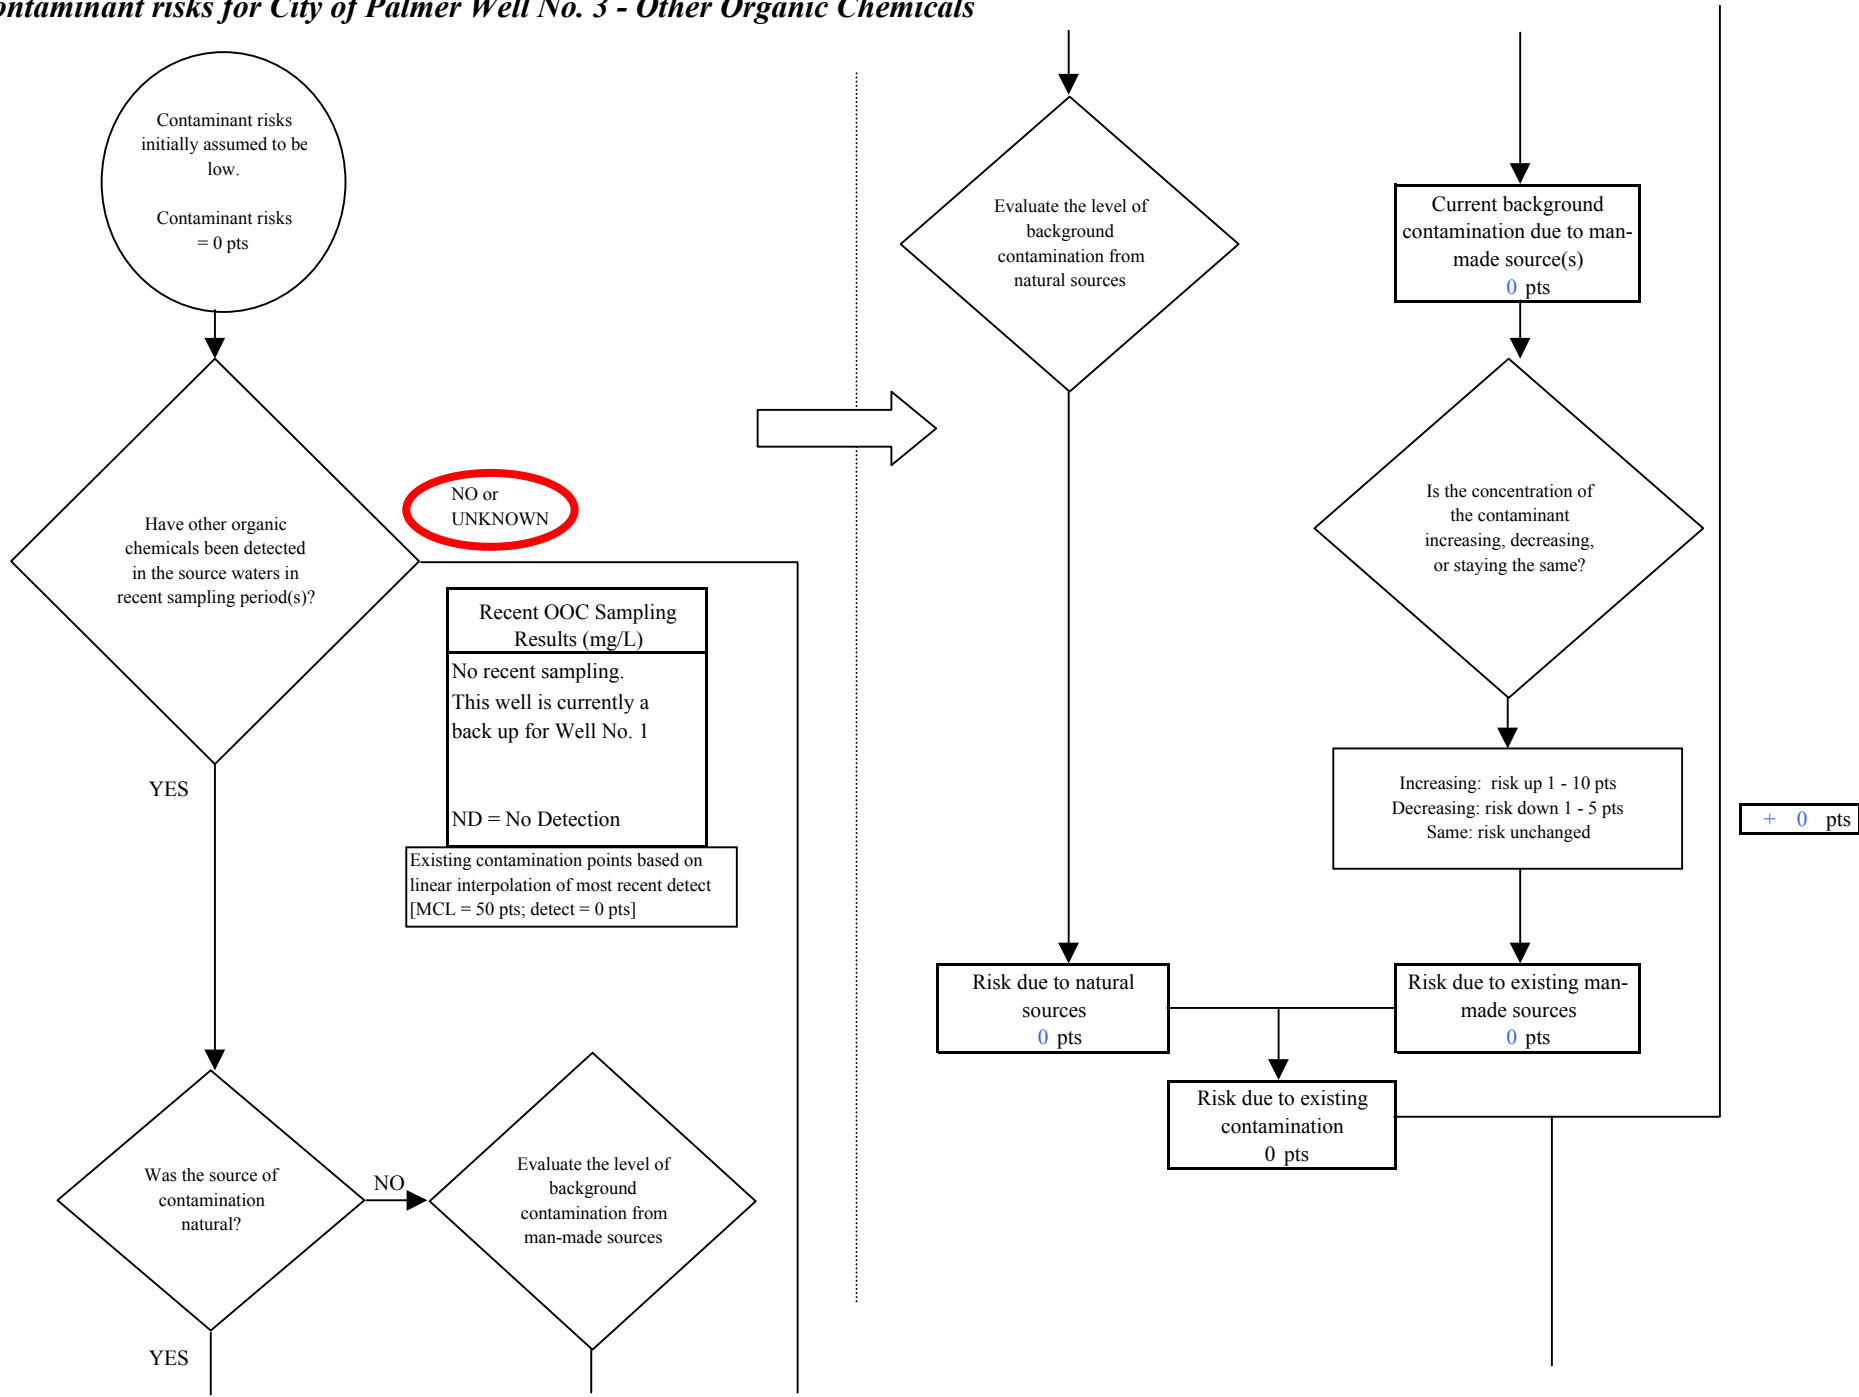 ontaminant risks for City of Palmer Well No. 3 - Other Organic Chemicals
Contaminant risks
initially assumed to be
low.
Contaminant risks
= 0 pts
Have other organic
chemicals been detected
in the source waters in
recent sampling period(s)?
NO or
UNKNOWN
YES
Recent OOC Sampling
Results (mg/L)
No recent sampling.
This well is currently a
back up for Well No. 1
ND = No Detection
Existing contamination points based on
linear interpolation of most recent detect
[MCL = 50 pts; detect = 0 pts]
Was the source of
contamination
natural?
NO
YES
Evaluate the level of
background
contamination from
man-made sources
Evaluate the level of
background
contamination from
natural sources
Current background
contamination due to man-
made source(s)
0 pts
Is the concentration of
the contaminant
increasing, decreasing,
or staying the same?
Increasing: risk up 1 - 10 pts
Decreasing: risk down 1 - 5 pts
Same: risk unchanged
+ 0 pts
Risk due to natural
sources
0 pts
Risk due to existing man-
made sources
0 pts
Risk due to existing
contamination
0 pts